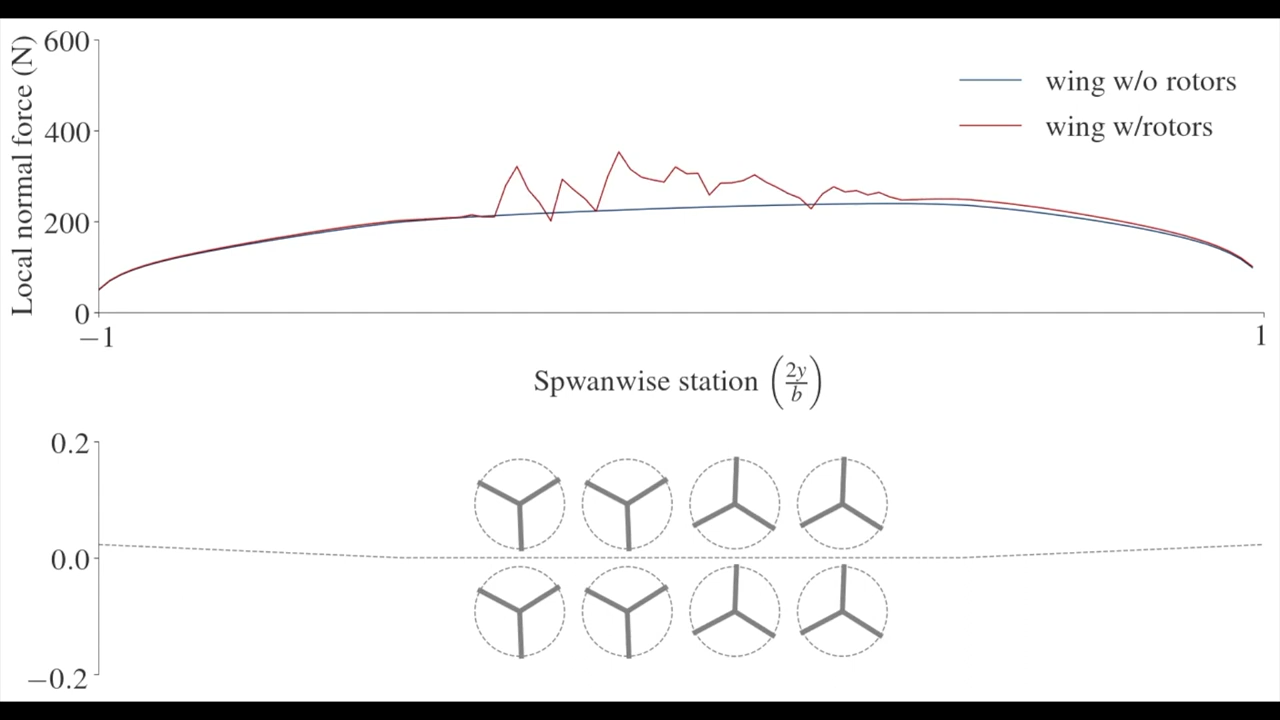 Local normal force (N)
600
400
200
0
wing w/o rotors
wing w/rotors
−1
1
Spwanwise station (2y/b)
0.2
0.0
−0.2